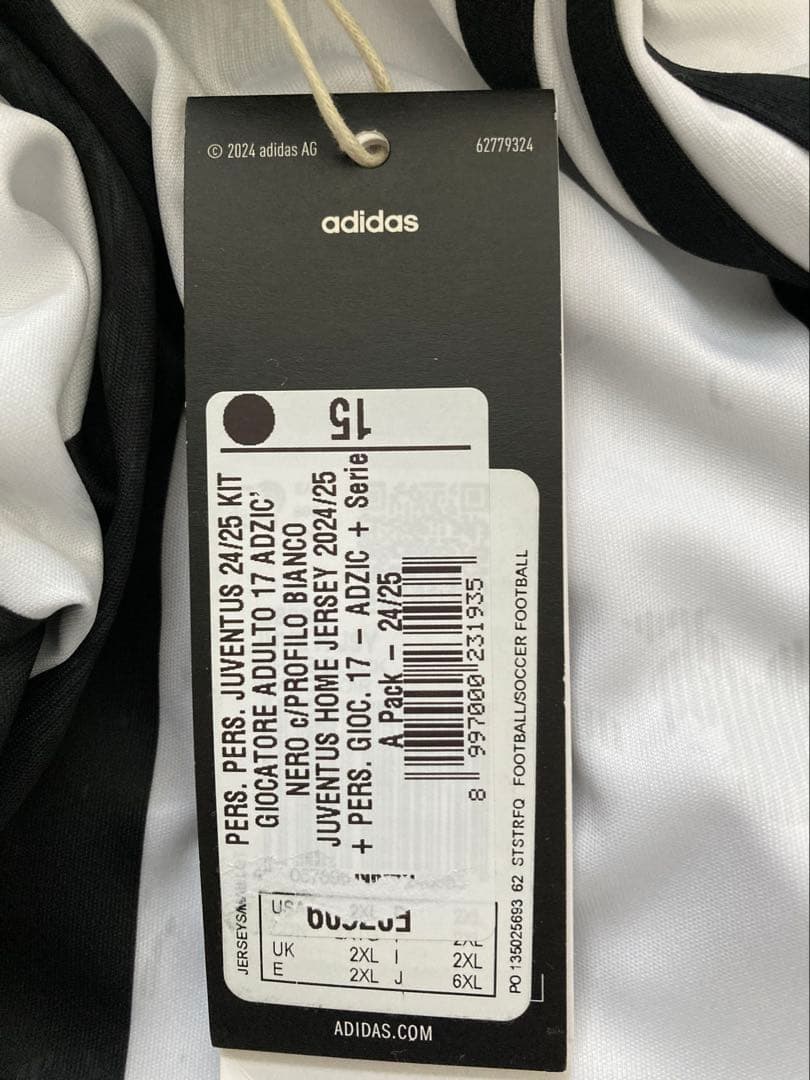 © 2024 adidas AG
62779324
adidas
15
PERS. PERS. JUVENTUS 24/25 KIT
GIOCATORE ADULTO 17 ADZIC'
NERO c/PROFILO BIANCO
JUVENTUS HOME JERSEY 2024/25
+ PERS. GIOC. 17 - ADZIC + Serie
A Pack - 24/25
8 997000 231935
FOOTBALL/SOCCER FOOTBALL
PO 135025693 62 STSTRFQ
USA 2XL
UK 2XL I 2XL
E 2XL J 6XL
ADIDAS.COM